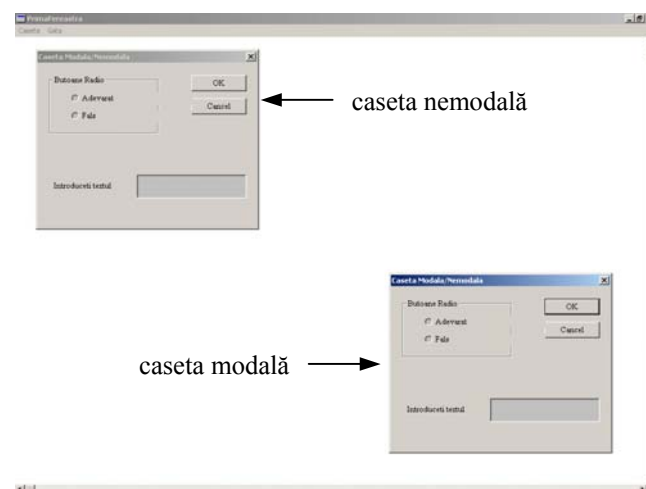 PrimaFereastra
Caseta Gata
Caseta Modala/Nemodala
Butoane Radio
Adevarat
Fals
OK
Cancel
Introduceti textul
caseta nemodală
Caseta Modala/Nemodala
Butoane Radio
Adevarat
Fals
OK
Cancel
Introduceti textul
caseta modală